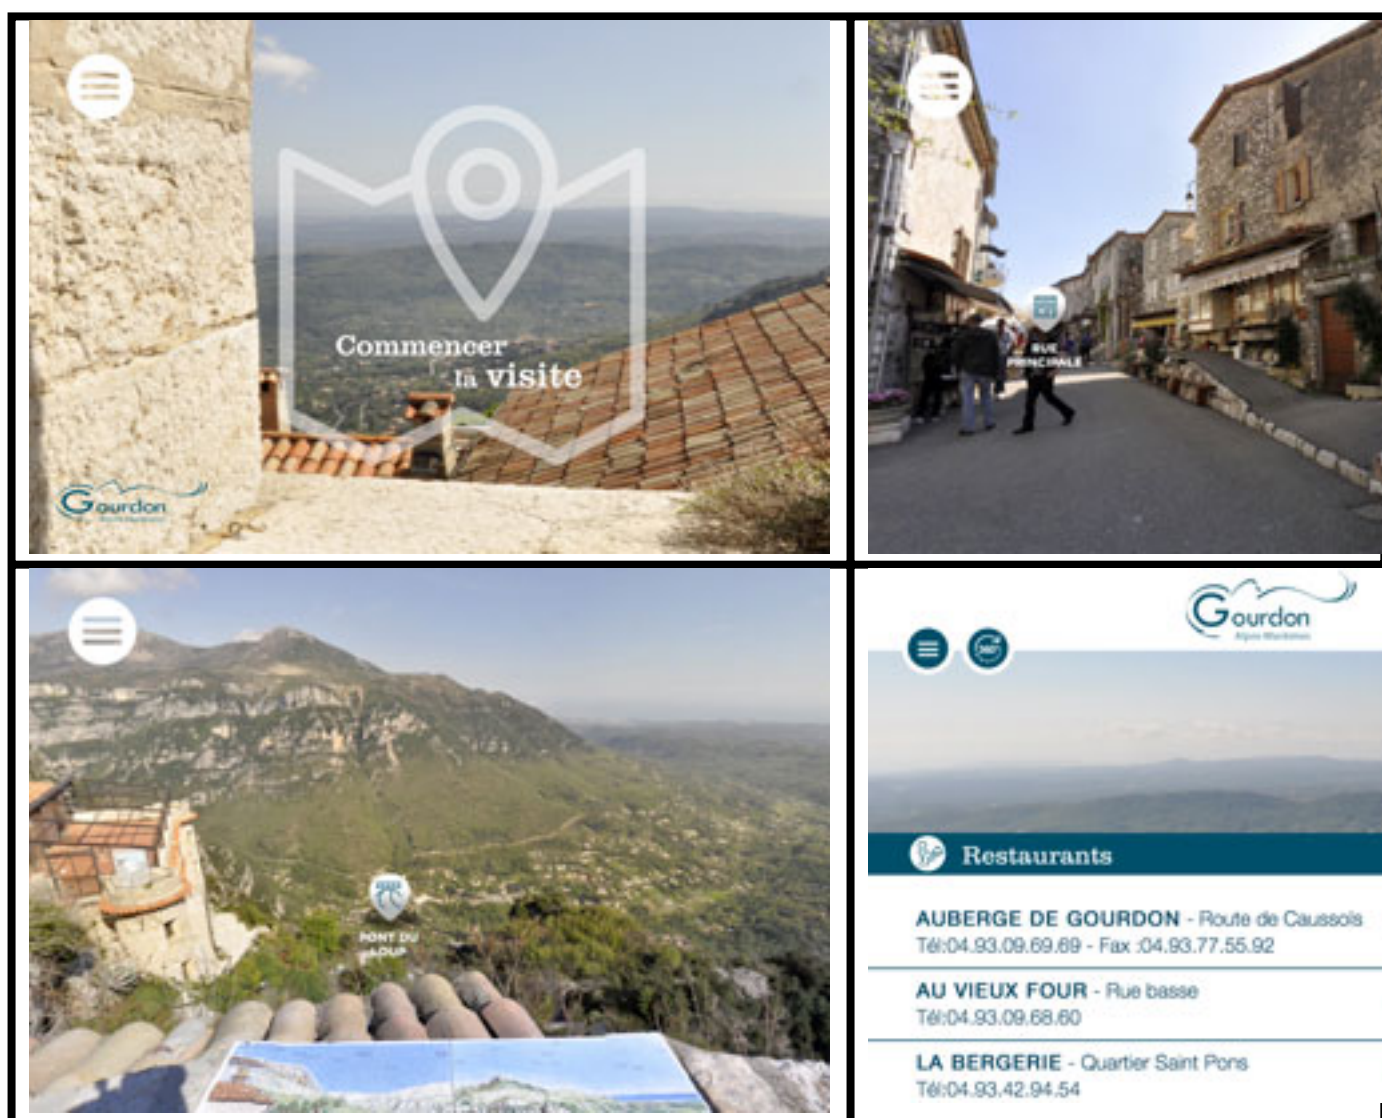 Commencer
la visite
Gourdon
RUE
PRINCIPALE
PONT DU
LOUP
Gourdon
Alpes-Maritimes
360°
Restaurants
AUBERGE DE GOURDON - Route de Caussols
Tél:04.93.09.69.69 - Fax :04.93.77.55.92
AU VIEUX FOUR - Rue basse
Tél:04.93.09.68.60
LA BERGERIE - Quartier Saint Pons
Tél:04.93.42.94.54